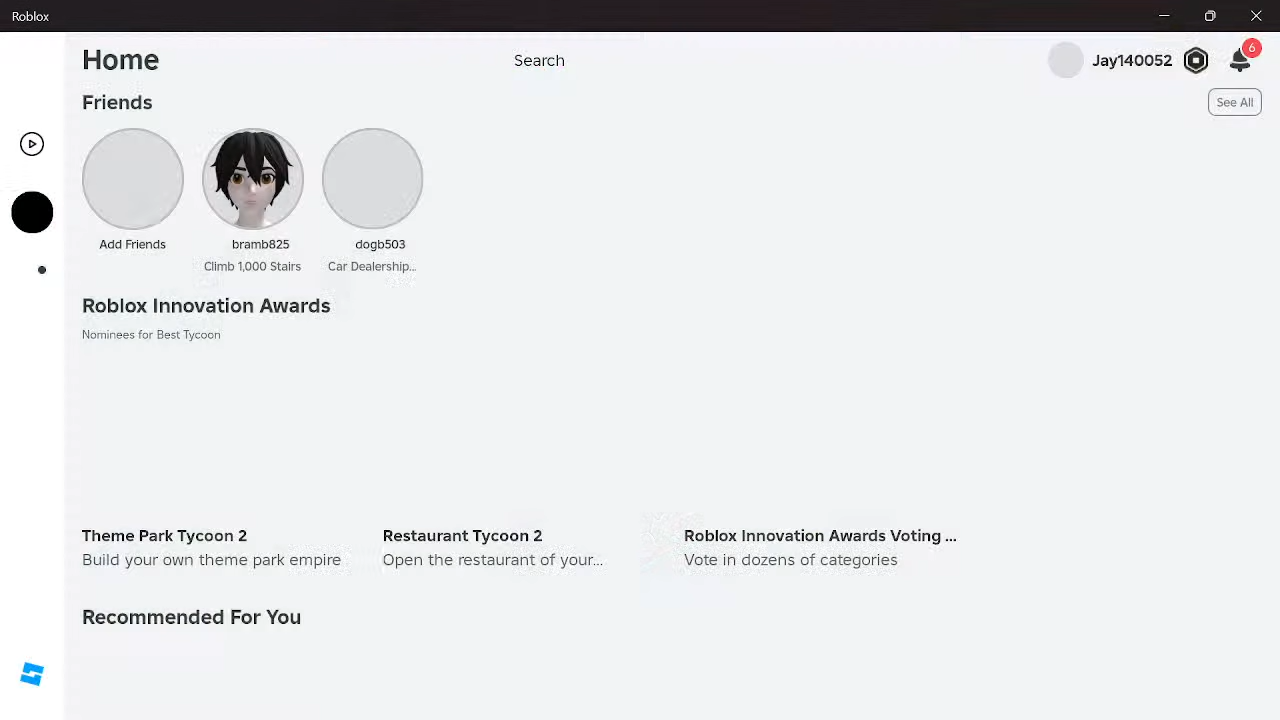 Roblox
Home
Search
Jay140052
6
Friends
See All
Add Friends
bramb825
dogb503
Climb 1,000 Stairs
Car Dealership...
Roblox Innovation Awards
Nominees for Best Tycoon
Theme Park Tycoon 2
Restaurant Tycoon 2
Roblox Innovation Awards Voting ...
Build your own theme park empire
Open the restaurant of your...
Vote in dozens of categories
Recommended For You